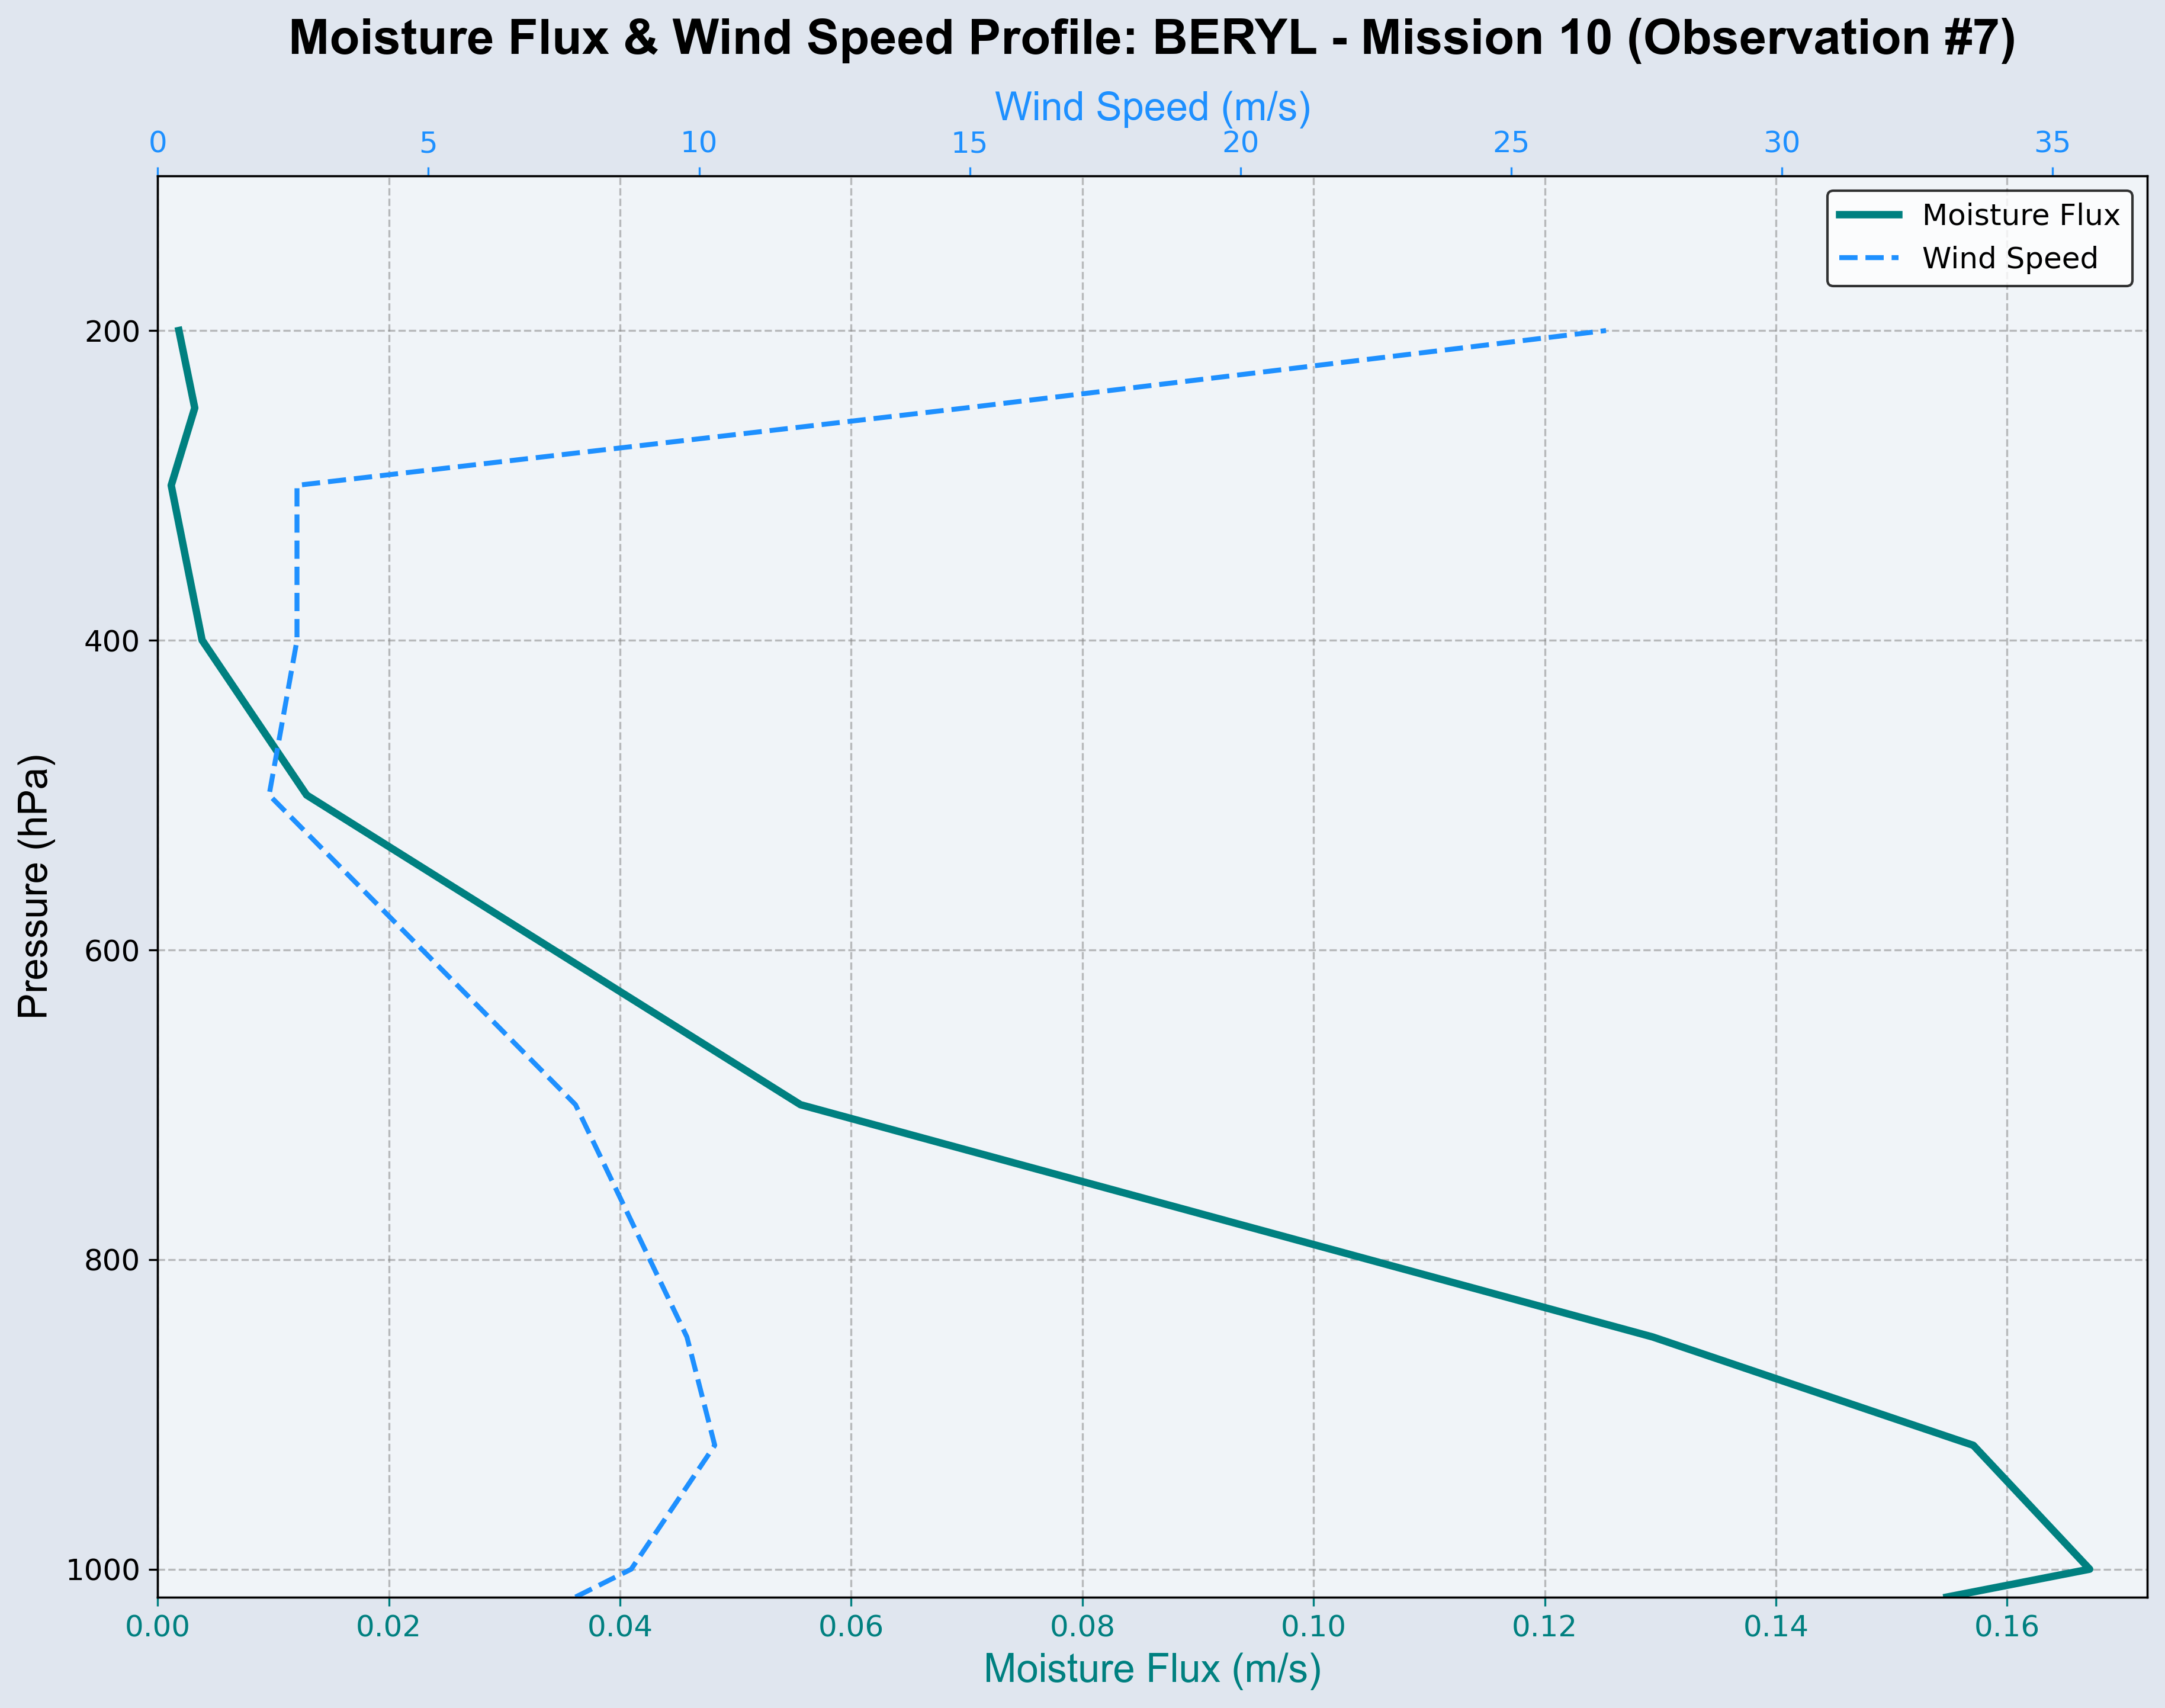 Moisture Flux & Wind Speed Profile: BERYL - Mission 10 (Observation #7)
Wind Speed (m/s)
0 5 10 15 20 25 30 35
Moisture Flux
Wind Speed
200
400
600
800
1000
Pressure (hPa)
0.00 0.02 0.04 0.06 0.08 0.10 0.12 0.14 0.16
Moisture Flux (m/s)